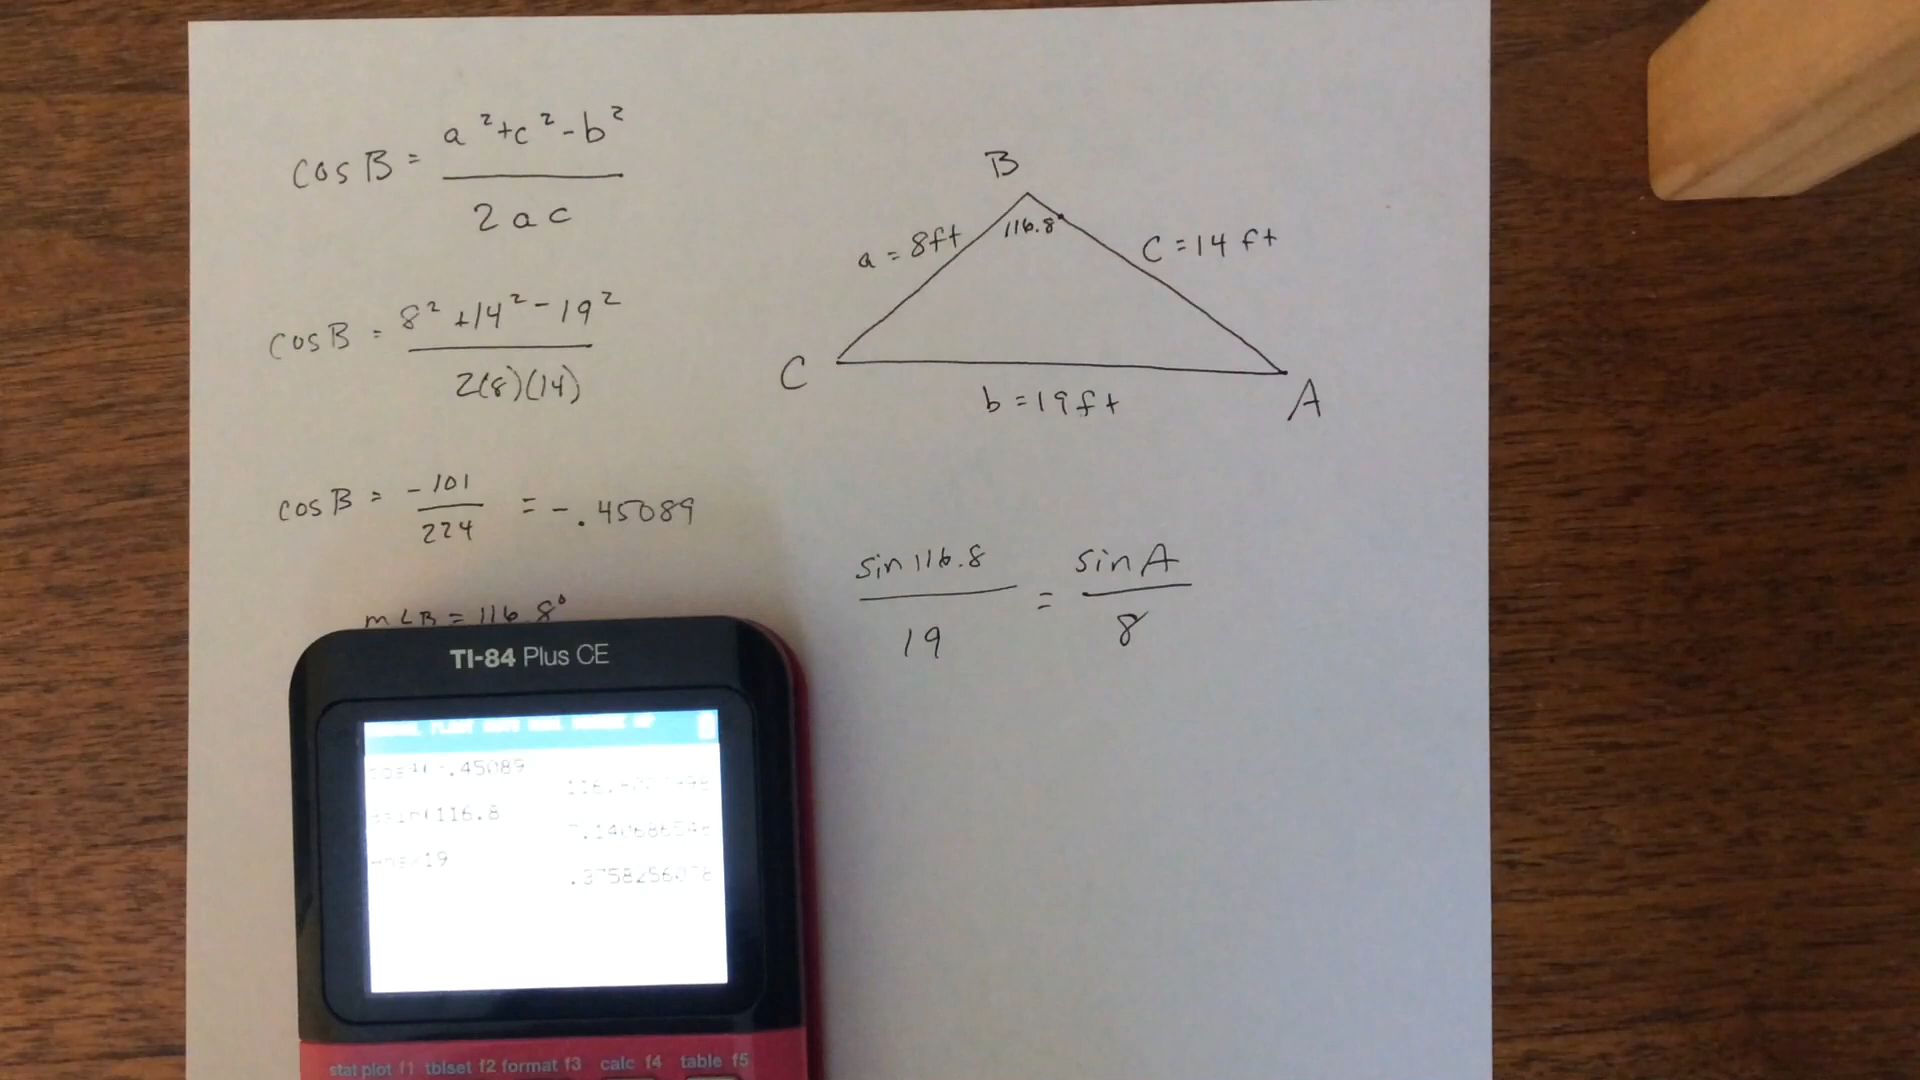 cos B = a²+c²-b² / 2ac
cos B = 8²+14²-19² / 2(8)(14)
cos B = -101/224 = -.45089
m∠B = 116.8°
B
116.8
a = 8ft
C = 14 ft
C
A
b = 19ft
sin 116.8 / 19 = sin A / 8
TI-84 Plus CE
.45089
116.8
19
stat plot f1 tblset f2 format f3 calc f4 table f5